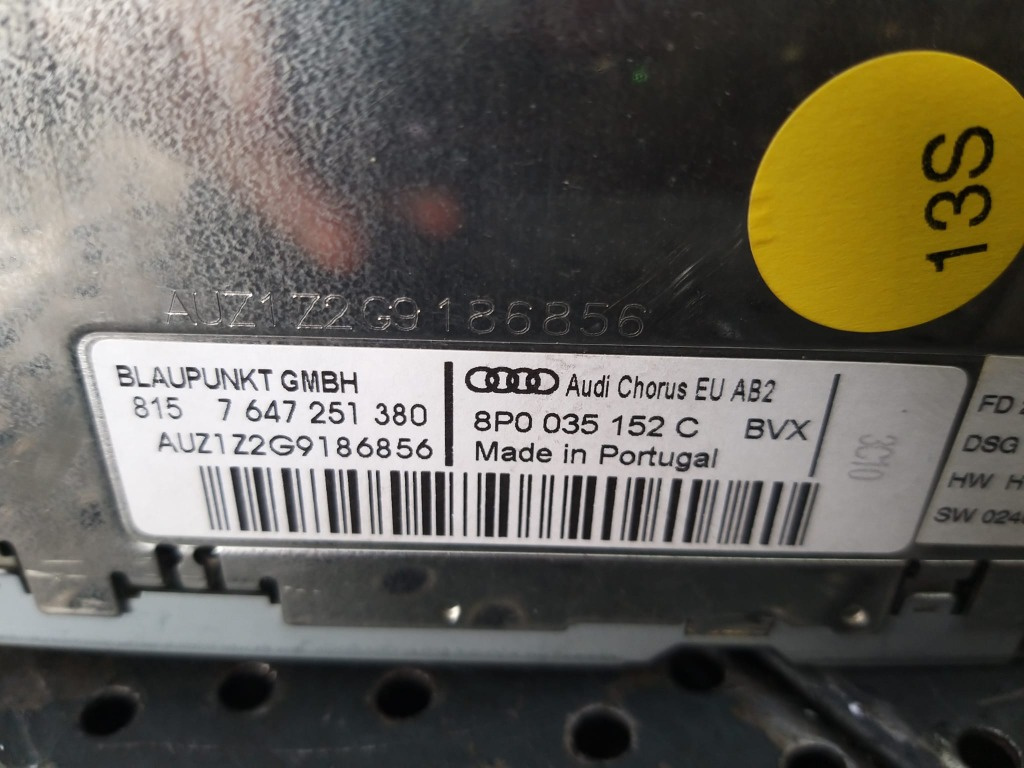 13S
AUZ1Z2G9186856
BLAUPUNKT GMBH
815 7 647 251 380
AUZ1Z2G9186856
Audi Chorus EU AB2
8P0 035 152 C BVX
Made in Portugal
3C10
FD
DSG
HW
SW